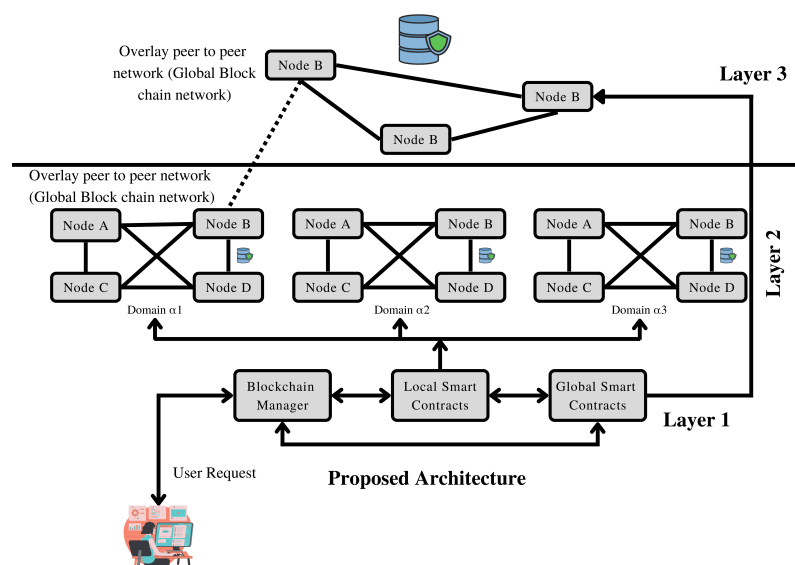 Overlay peer to peer
network (Global Block
chain network)
Node B
Node B
Node B
Layer 3
Overlay peer to peer network
(Global Block chain network)
Node A
Node B
Node C
Node D
Domain α1
Node A
Node B
Node C
Node D
Domain α2
Node A
Node B
Node C
Node D
Domain α3
Layer 2
Blockchain
Manager
Local Smart
Contracts
Global Smart
Contracts
Layer 1
User Request
Proposed Architecture